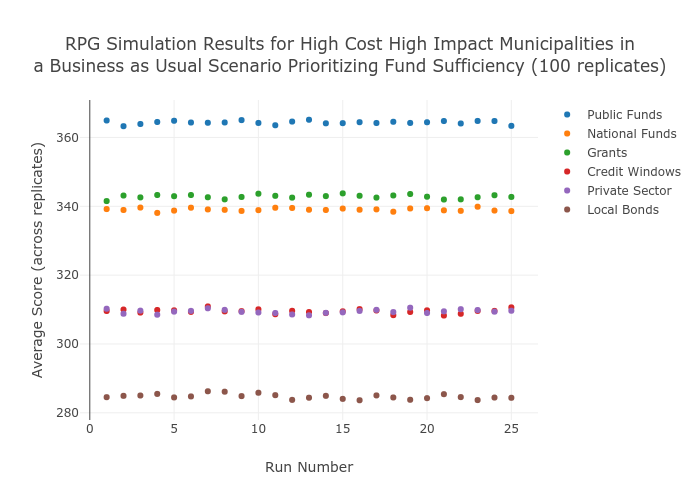 RPG Simulation Results for High Cost High Impact Municipalities in
a Business as Usual Scenario Prioritizing Fund Sufficiency (100 replicates)
Average Score (across replicates)
360
340
320
300
280
0 5 10 15 20 25
Run Number
Public Funds
National Funds
Grants
Credit Windows
Private Sector
Local Bonds